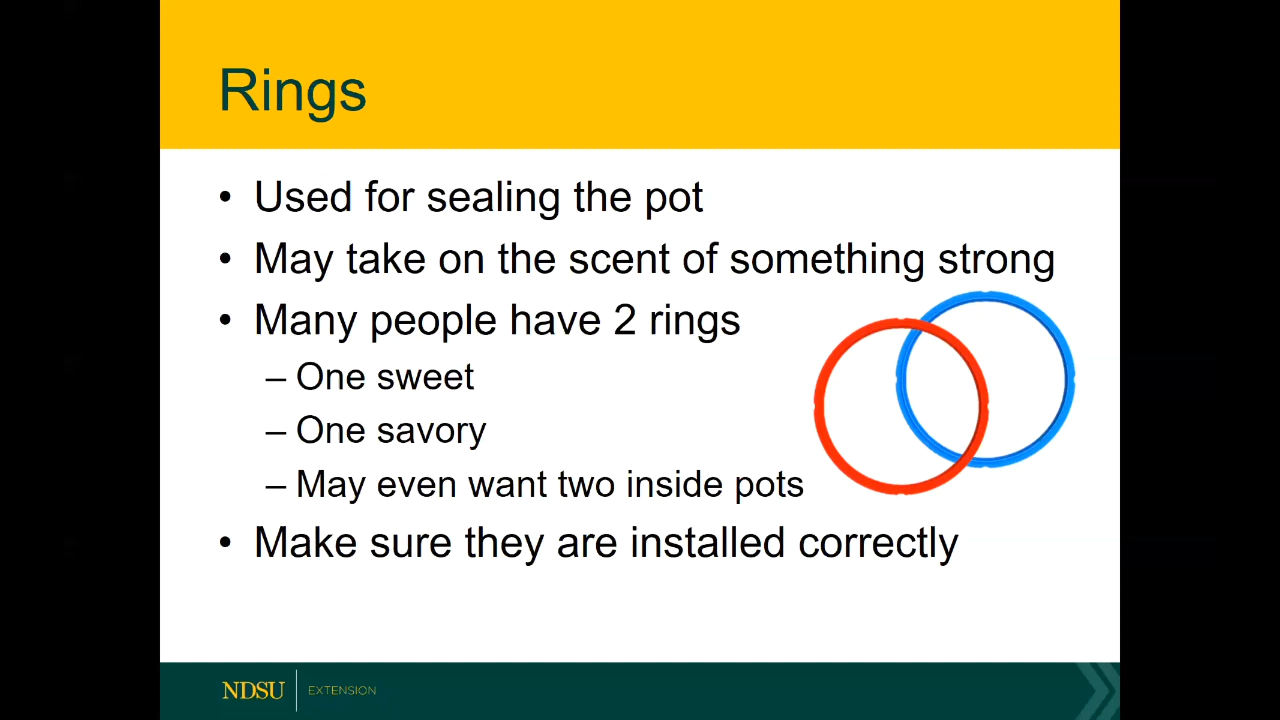 Rings
• Used for sealing the pot
• May take on the scent of something strong
• Many people have 2 rings
– One sweet
– One savory
– May even want two inside pots
• Make sure they are installed correctly
NDSU EXTENSION